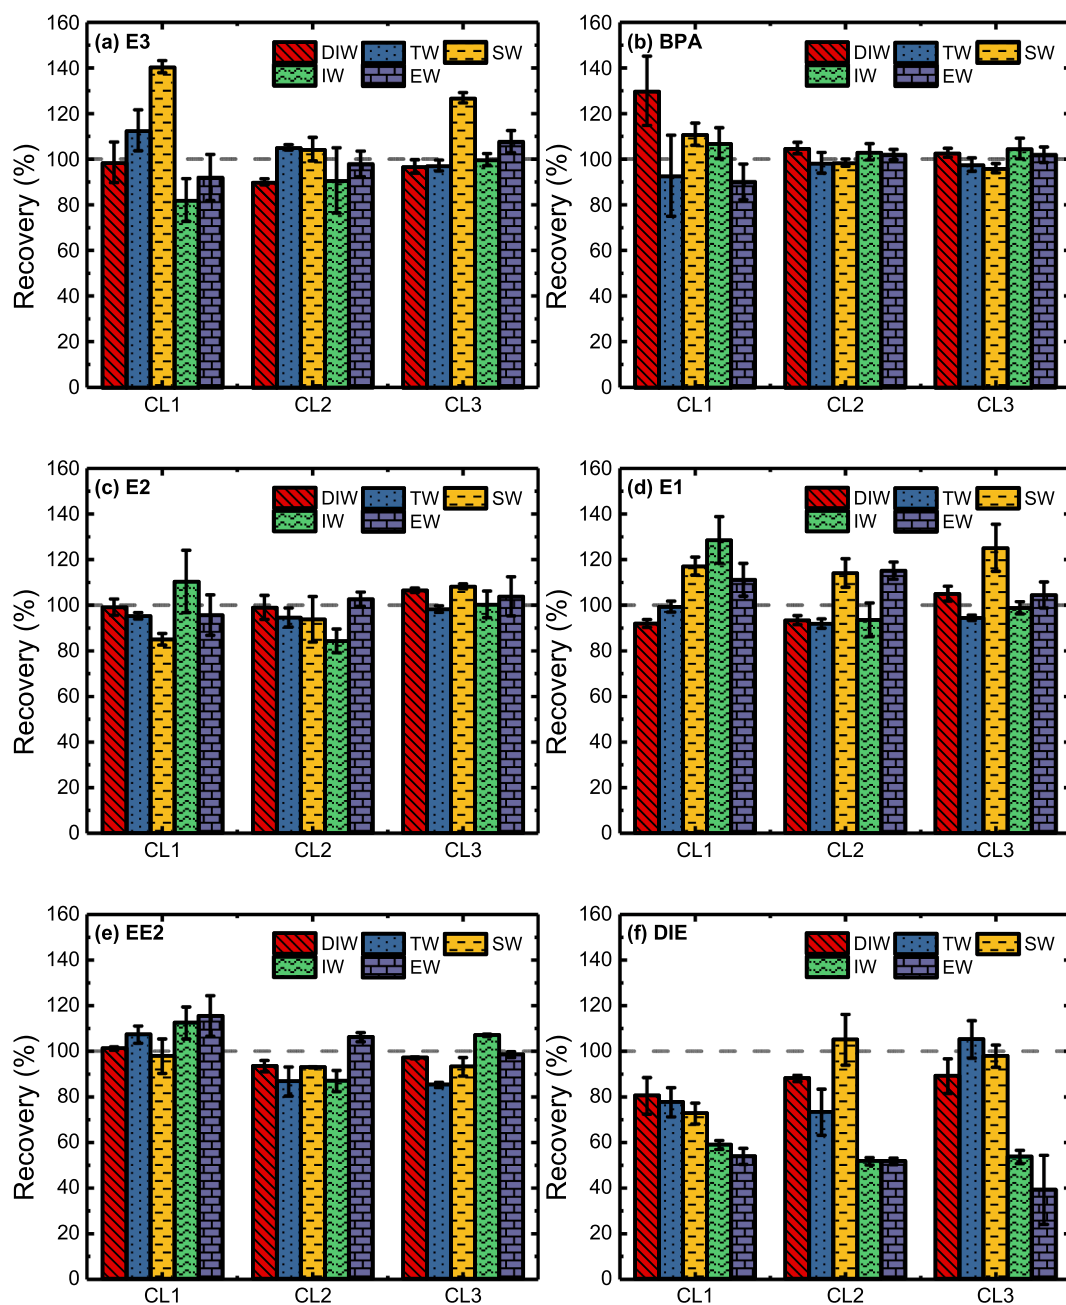 (a) E3
DIW TW SW
IW EW
Recovery (%)
160
140
120
100
80
60
40
20
0
CL1 CL2 CL3
(b) BPA
DIW TW SW
IW EW
Recovery (%)
160
140
120
100
80
60
40
20
0
CL1 CL2 CL3
(c) E2
DIW TW SW
IW EW
Recovery (%)
160
140
120
100
80
60
40
20
0
CL1 CL2 CL3
(d) E1
DIW TW SW
IW EW
Recovery (%)
160
140
120
100
80
60
40
20
0
CL1 CL2 CL3
(e) EE2
DIW TW SW
IW EW
Recovery (%)
160
140
120
100
80
60
40
20
0
CL1 CL2 CL3
(f) DIE
DIW TW SW
IW EW
Recovery (%)
160
140
120
100
80
60
40
20
0
CL1 CL2 CL3